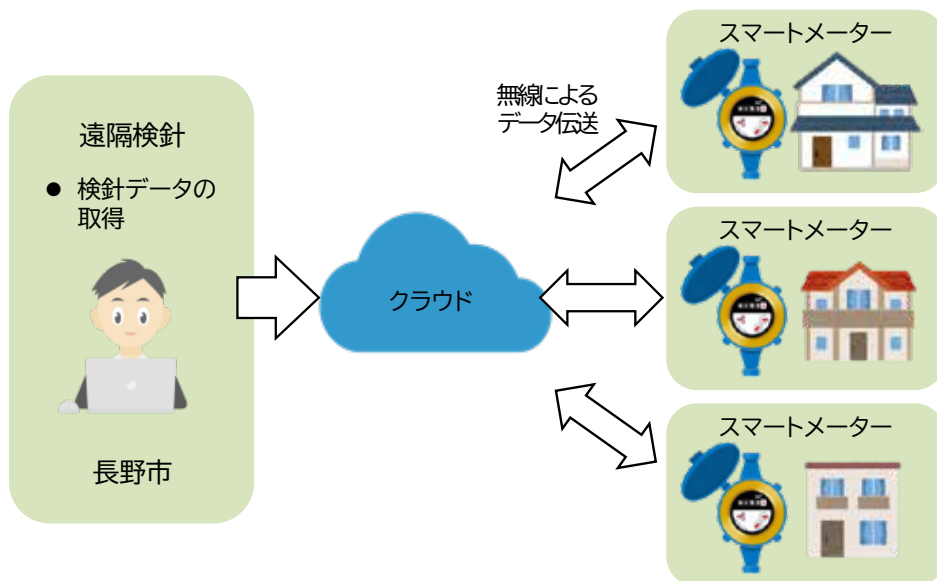 遠隔検針
● 検針データの
取得
長野市
クラウド
無線による
データ伝送
スマートメーター
スマートメーター
スマートメーター